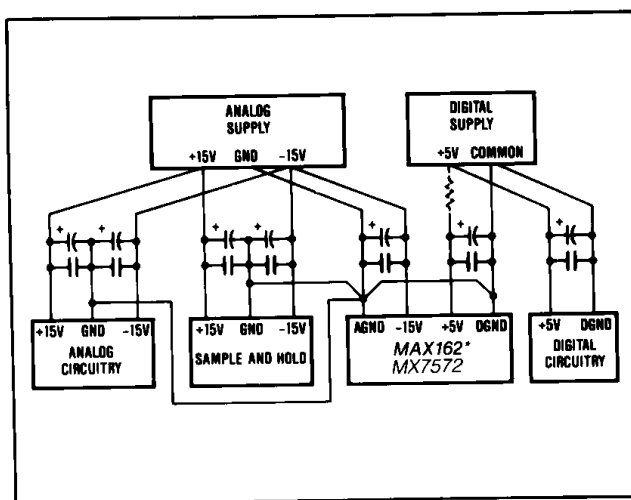 ANALOG
SUPPLY
+15V GND -15V
DIGITAL
SUPPLY
+5V COMMON
+ + + + + + + +
+15V GND -15V
ANALOG
CIRCUITRY
+15V GND -15V
SAMPLE AND HOLD
AGND -15V +5V DGND
MAX162*
MX7572
+5V DGND
DIGITAL
CIRCUITRY